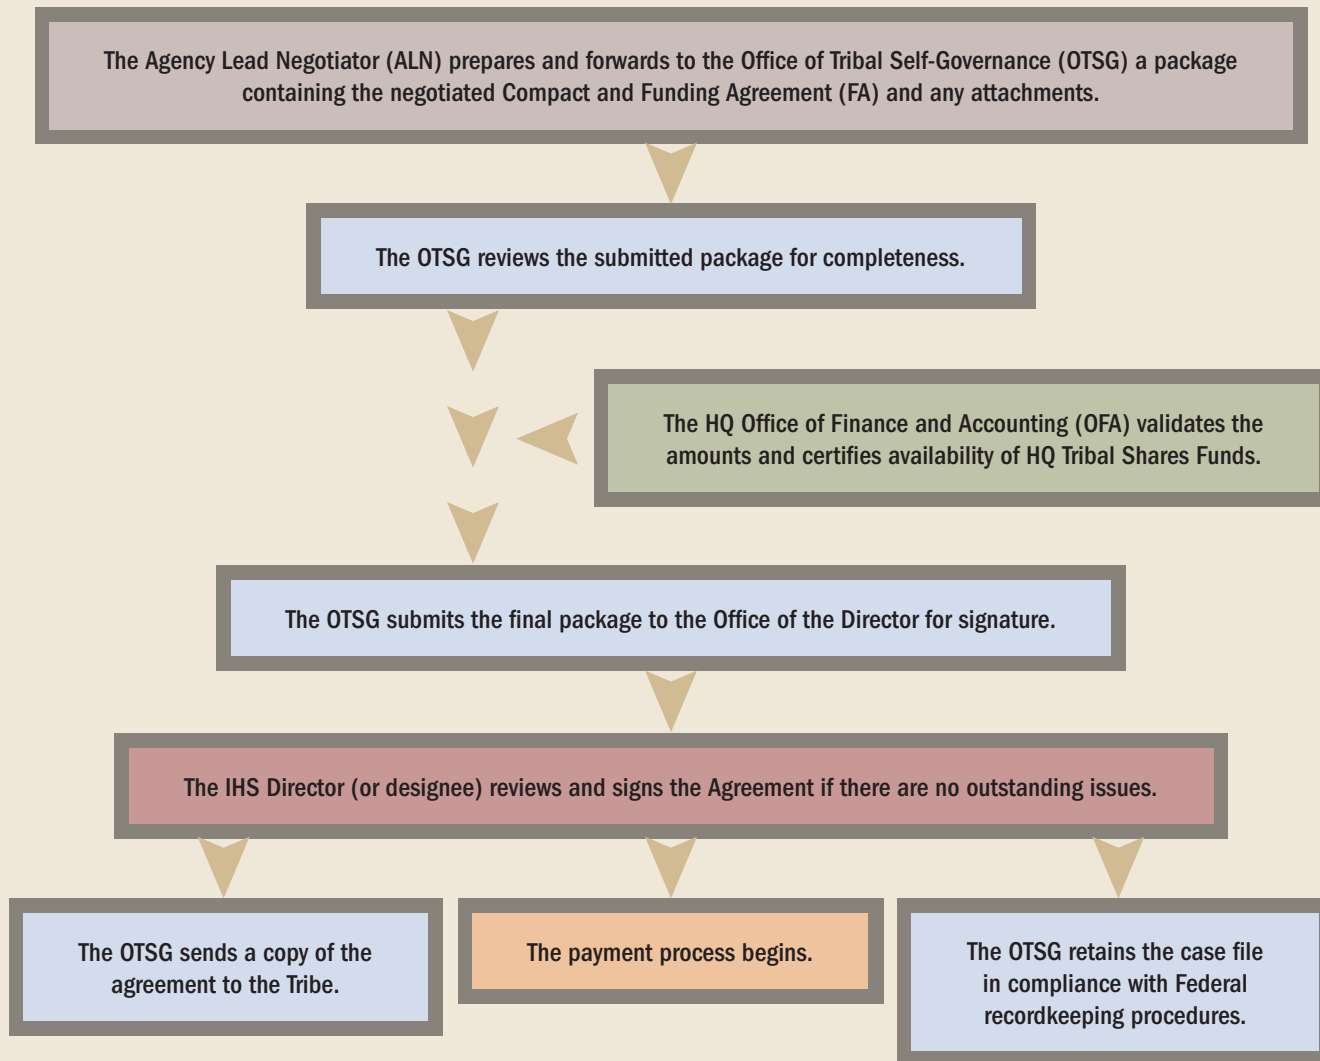 The Agency Lead Negotiator (ALN) prepares and forwards to the Office of Tribal Self-Governance (OTSG) a package
containing the negotiated Compact and Funding Agreement (FA) and any attachments.
The OTSG reviews the submitted package for completeness.
The HQ Office of Finance and Accounting (OFA) validates the
amounts and certifies availability of HQ Tribal Shares Funds.
The OTSG submits the final package to the Office of the Director for signature.
The IHS Director (or designee) reviews and signs the Agreement if there are no outstanding issues.
The OTSG sends a copy of the
agreement to the Tribe.
The payment process begins.
The OTSG retains the case file
in compliance with Federal
recordkeeping procedures.